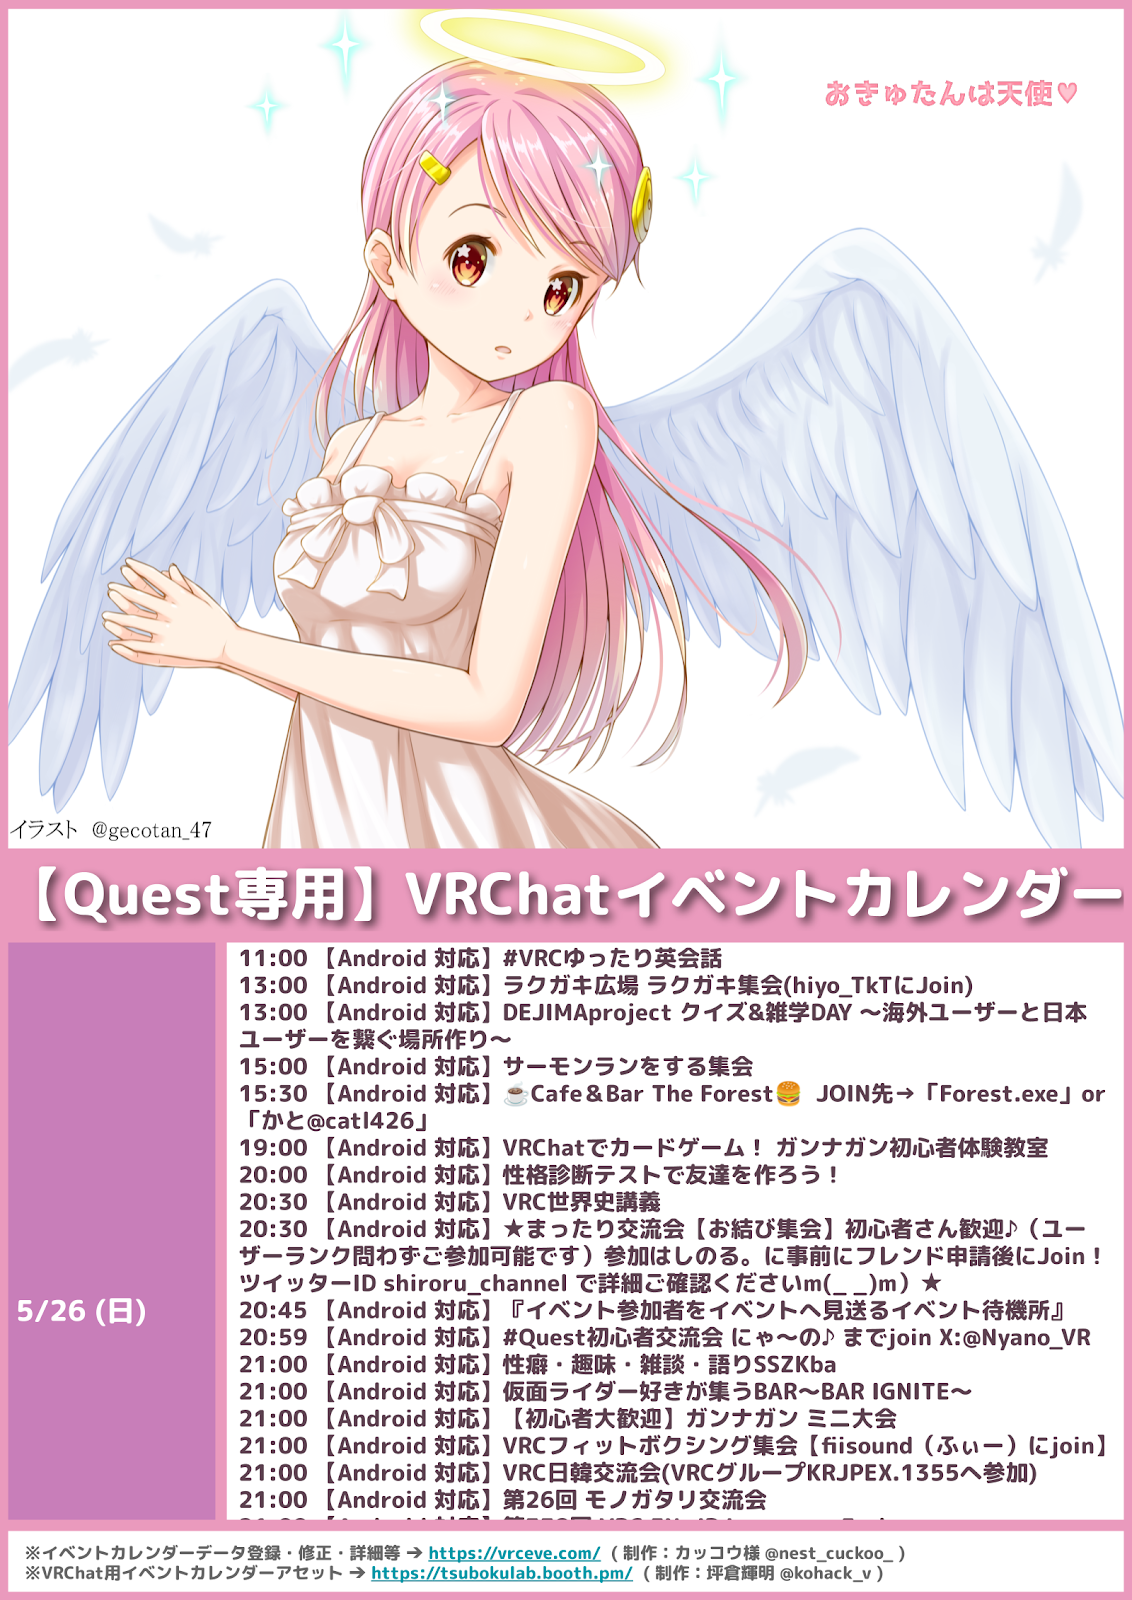 おきゅたんは天使♥
イラスト @gecotan_47
【Quest専用】VRChatイベントカレンダー
5/26 (日)
11:00 【Android 対応】#VRCゆったり英会話
13:00 【Android 対応】ラクガキ広場 ラクガキ集会(hiyo_TkTにJoin)
13:00 【Android 対応】DEJIMAproject クイズ&雑学DAY ～海外ユーザーと日本
ユーザーを繋ぐ場所作り～
15:00 【Android 対応】サーモンランをする集会
15:30 【Android 対応】☕Cafe＆Bar The Forest🍔 JOIN先→「Forest.exe」or
「かと@catl426」
19:00 【Android 対応】VRChatでカードゲーム！ ガンナガン初心者体験教室
20:00 【Android 対応】性格診断テストで友達を作ろう！
20:30 【Android 対応】VRC世界史講義
20:30 【Android 対応】★まったり交流会【お結び集会】初心者さん歓迎♪（ユー
ザーランク問わずご参加可能です）参加はしのる。に事前にフレンド申請後にJoin！
ツイッターID shiroru_channel で詳細ご確認くださいm(_ _)m）★
20:45 【Android 対応】『イベント参加者をイベントへ見送るイベント待機所』
20:59 【Android 対応】#Quest初心者交流会 にゃ～の♪ までjoin X:@Nyano_VR
21:00 【Android 対応】性癖・趣味・雑談・語りSSZKba
21:00 【Android 対応】仮面ライダー好きが集うBAR～BAR IGNITE～
21:00 【Android 対応】【初心者大歓迎】ガンナガン ミニ大会
21:00 【Android 対応】VRCフィットボクシング集会【fiisound（ふぃー）にjoin】
21:00 【Android 対応】VRC日韓交流会(VRCグループKRJPEX.1355へ参加)
21:00 【Android 対応】第26回 モノガタリ交流会
※イベントカレンダーデータ登録・修正・詳細等 ➔ https://vrceve.com/ （制作：カッコウ様 @nest_cuckoo_ ）
※VRChat用イベントカレンダーアセット ➔ https://tsubokulab.booth.pm/ （制作：坪倉輝明 @kohack_v ）